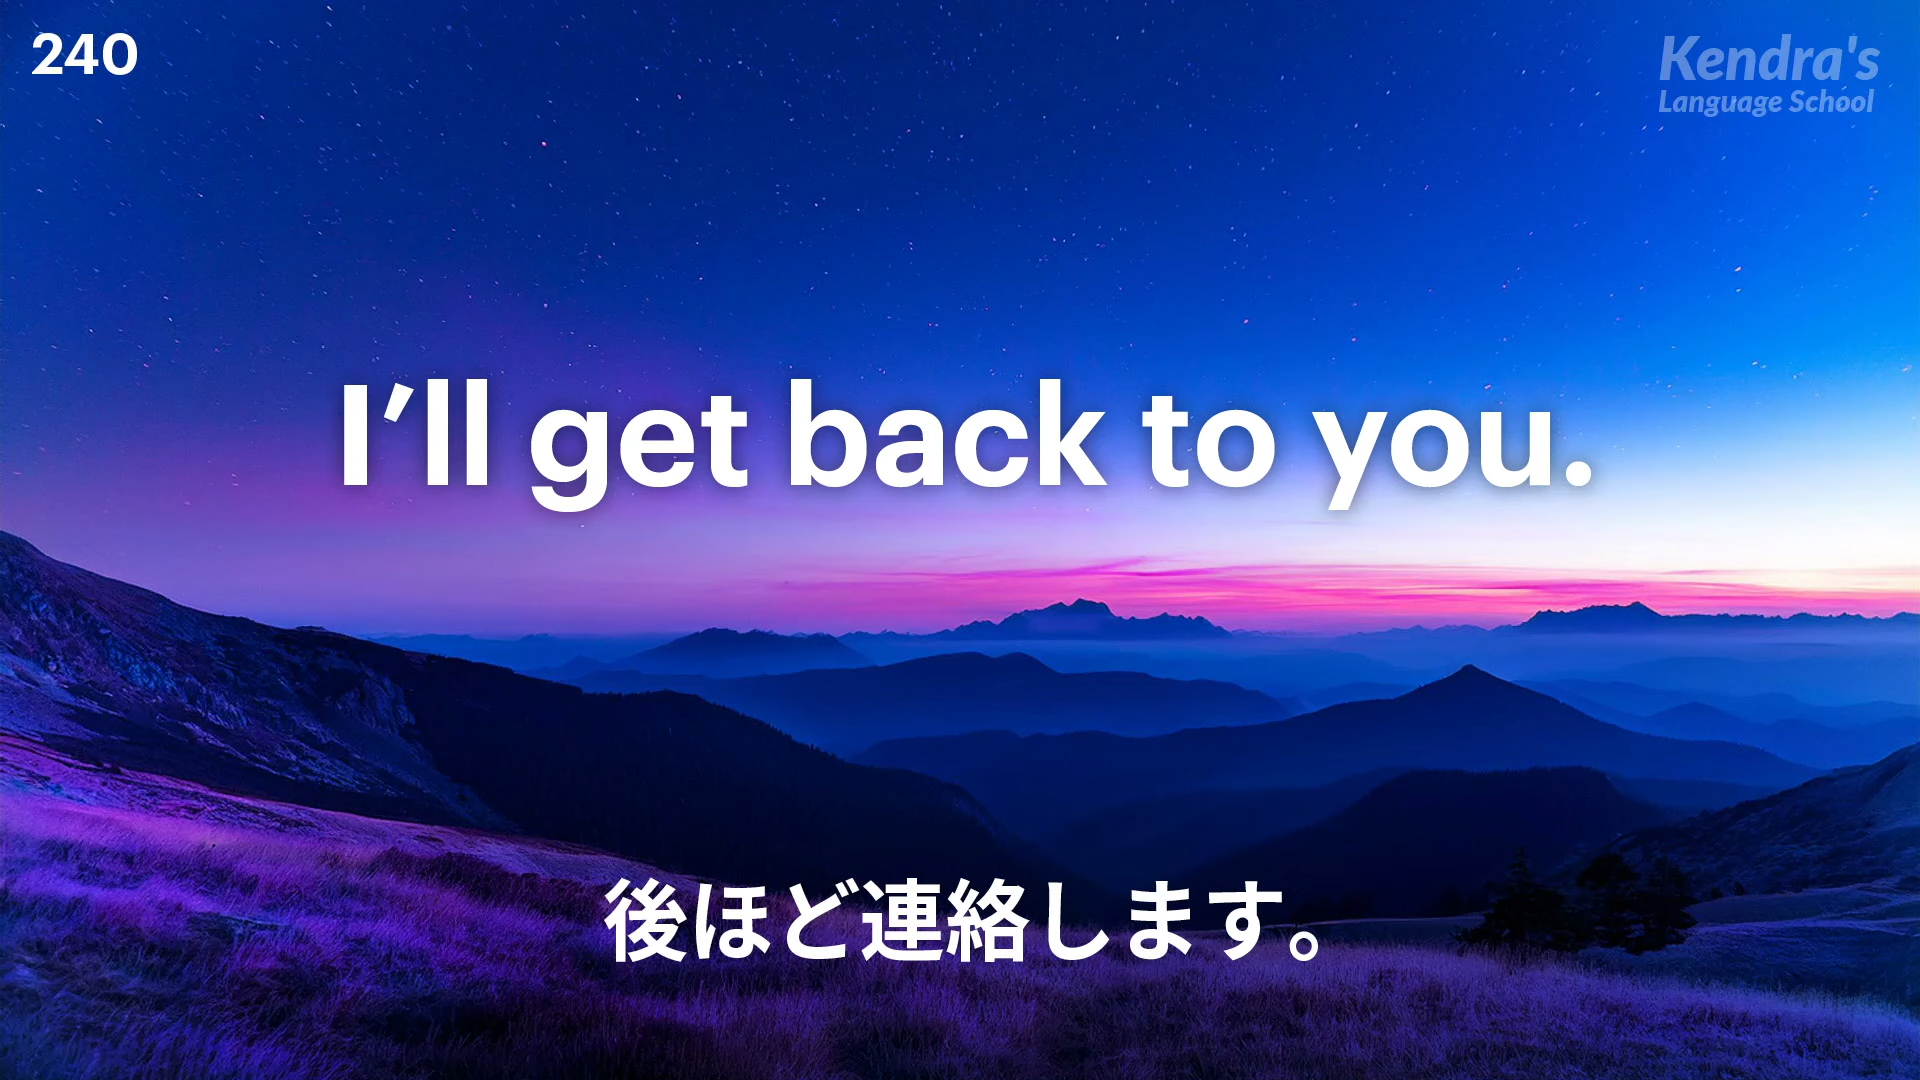 240
Kendra's
Language School
I’ll get back to you.
後ほど連絡します。